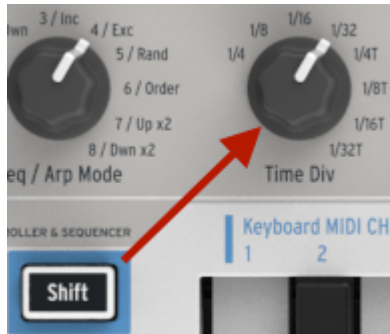 3 / Inc
4 / Exc
5 / Rand
6 / Order
7 / Up x2
8 / Dwn x2
eq / Arp Mode
1/4
1/8
1/16
1/32
1/4T
1/8T
1/16T
1/32T
Time Div
OLLER & SEQUENCER
Shift
Keyboard MIDI CH
1 2